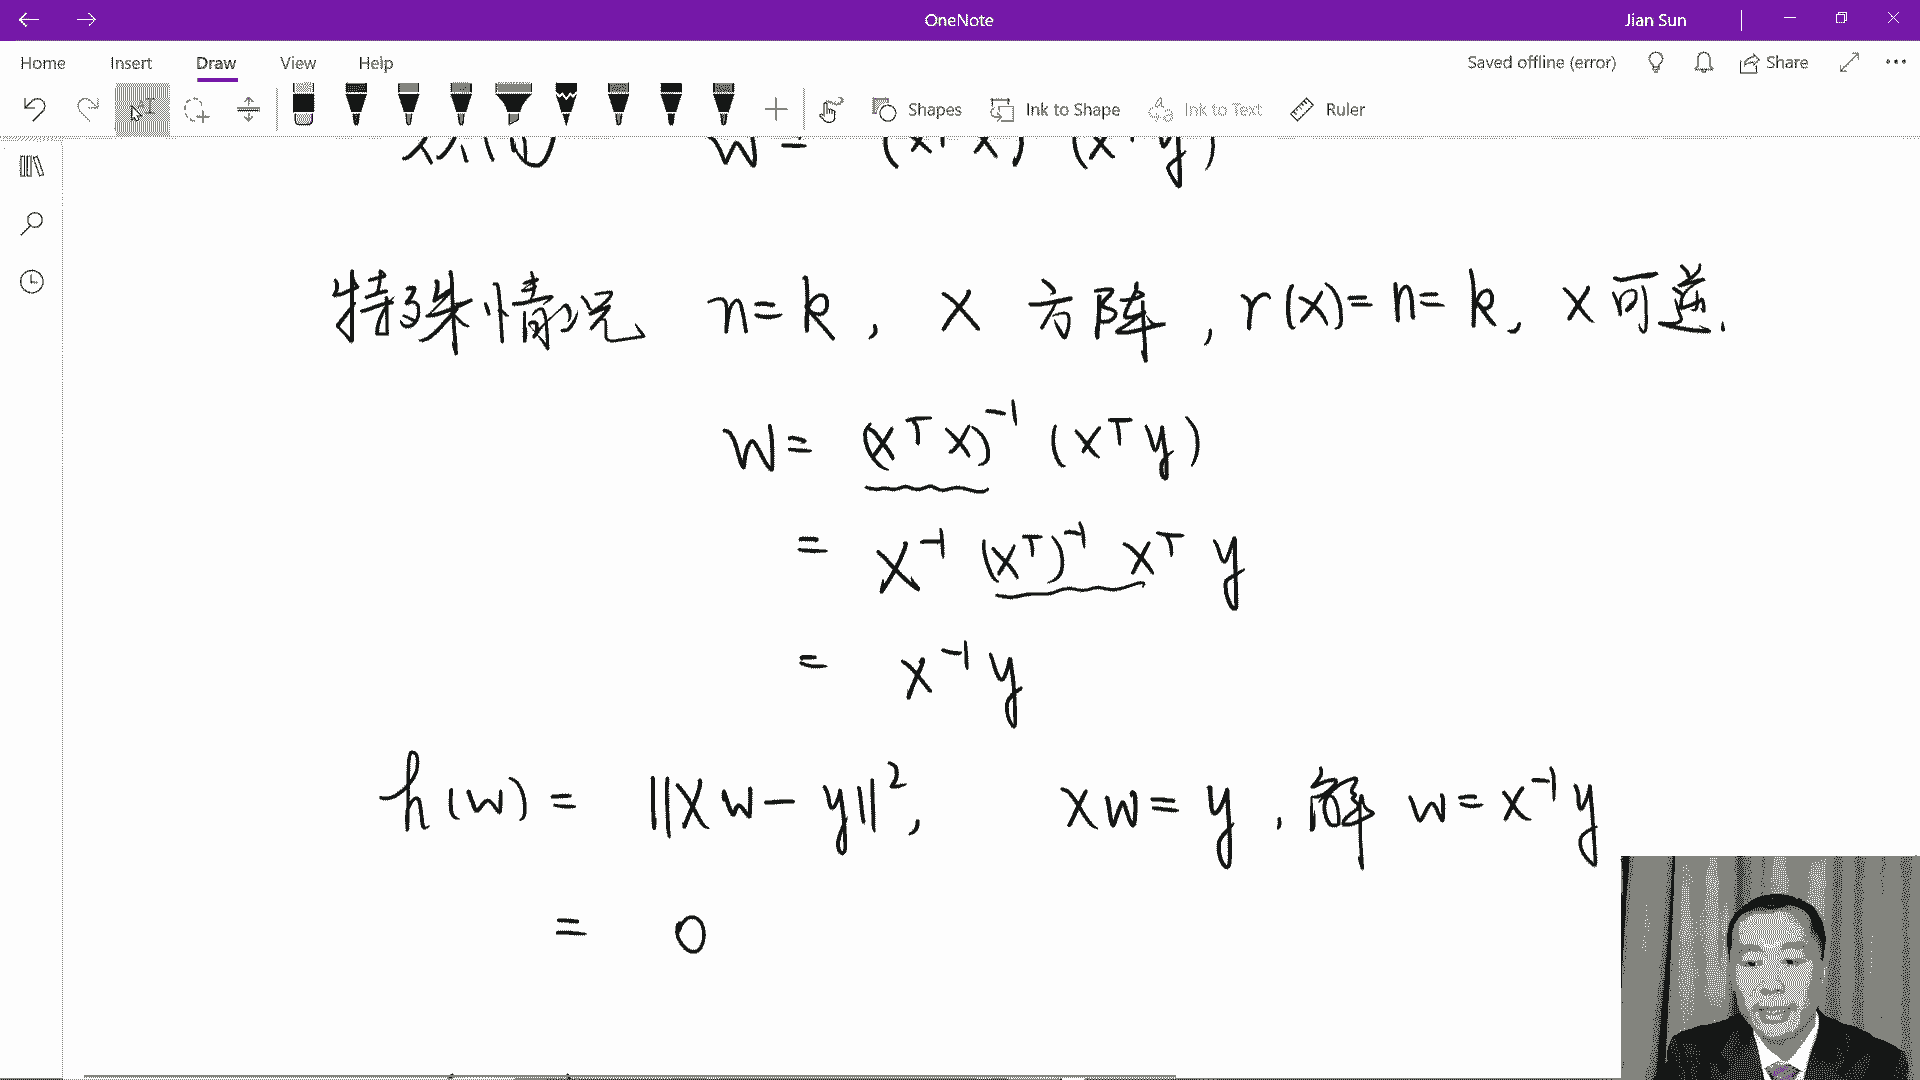 OneNote
Jian Sun
Home Insert Draw View Help
Saved offline (error) Share
Shapes Ink to Shape Ink to Text Ruler
W = (X^T X) (X^T y)
特殊情况 n=k, X 方阵, r(X)=n=k, X 可逆.
W = (X^T X)^{-1} (X^T y)
= X^{-1} (X^T)^{-1} X^T y
= X^{-1} y
h(w) = ||Xw-y||^2, Xw=y, 解 w=X^{-1}y
= 0